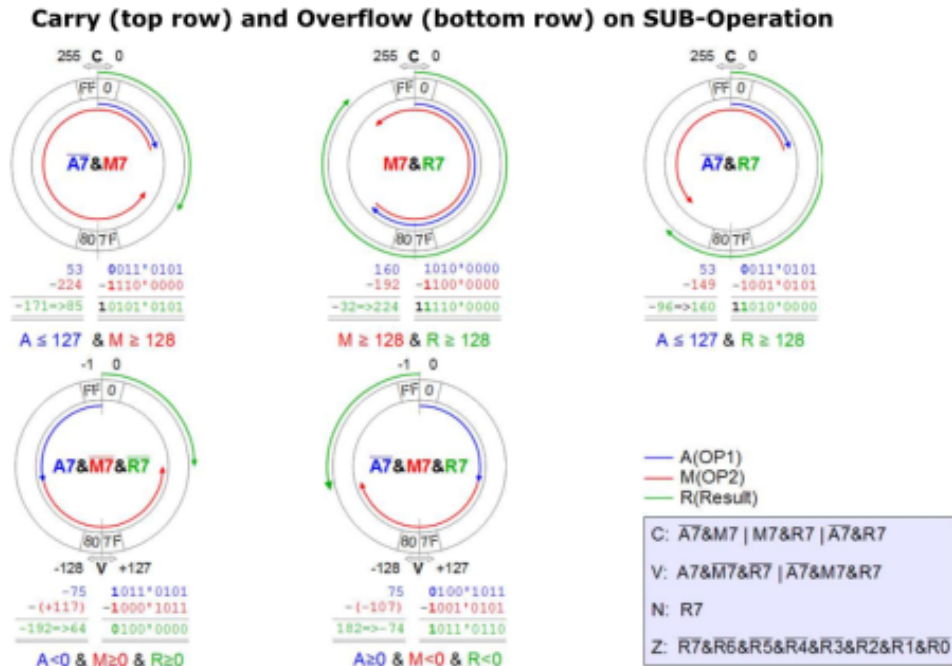 Carry (top row) and Overflow (bottom row) on SUB-Operation
255 C 0
FF 0
A7&M7
80 7F
53 0011°0101
-224 -1110°0000
-171=>85 10101°0101
A ≤ 127 & M ≥ 128
255 C 0
FF 0
M7&R7
80 7F
160 1010°0000
-192 -1100°0000
-32=>224 11110°0000
M ≥ 128 & R ≥ 128
255 C 0
FF 0
A7&R7
80 7F
53 0011°0101
-149 -1001°0101
-96=>160 11010°0000
A ≤ 127 & R ≥ 128
-1 0
FF 0
A7&M7&R7
80 7F
-128 V +127
-75 1011°0101
-(+117) -1000°1011
-192=>64 0100°0000
A<0 & M≥0 & R≥0
-1 0
FF 0
A7&M7&R7
80 7F
-128 V +127
75 0100°1011
-(-107) -1001°0101
182=>-74 1011°0110
A≥0 & M<0 & R<0
A(OP1)
M(OP2)
R(Result)
C: A7&M7 | M7&R7 | A7&R7
V: A7&M7&R7 | A7&M7&R7
N: R7
Z: R7&R6&R5&R4&R3&R2&R1&R0